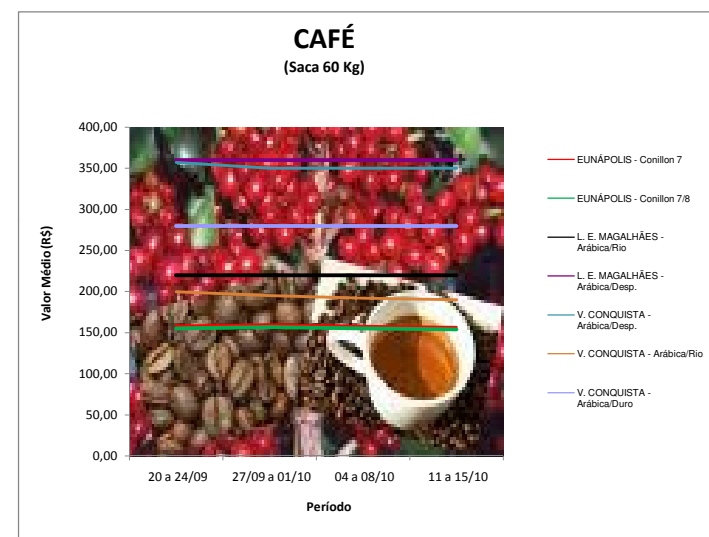 CAFÉ
(Saca 60 Kg)
Valor Médio (R$)
400,00
350,00
300,00
250,00
200,00
150,00
100,00
50,00
0,00
20 a 24/09
27/09 a 01/10
04 a 08/10
11 a 15/10
Período
EUNÁPOLIS - Conillon 7
EUNÁPOLIS - Conillon 7/8
L. E. MAGALHÃES -
Arábica/Rio
L. E. MAGALHÃES -
Arábica/Desp.
V. CONQUISTA -
Arábica/Desp.
V. CONQUISTA - Arábica/Rio
V. CONQUISTA -
Arábica/Duro